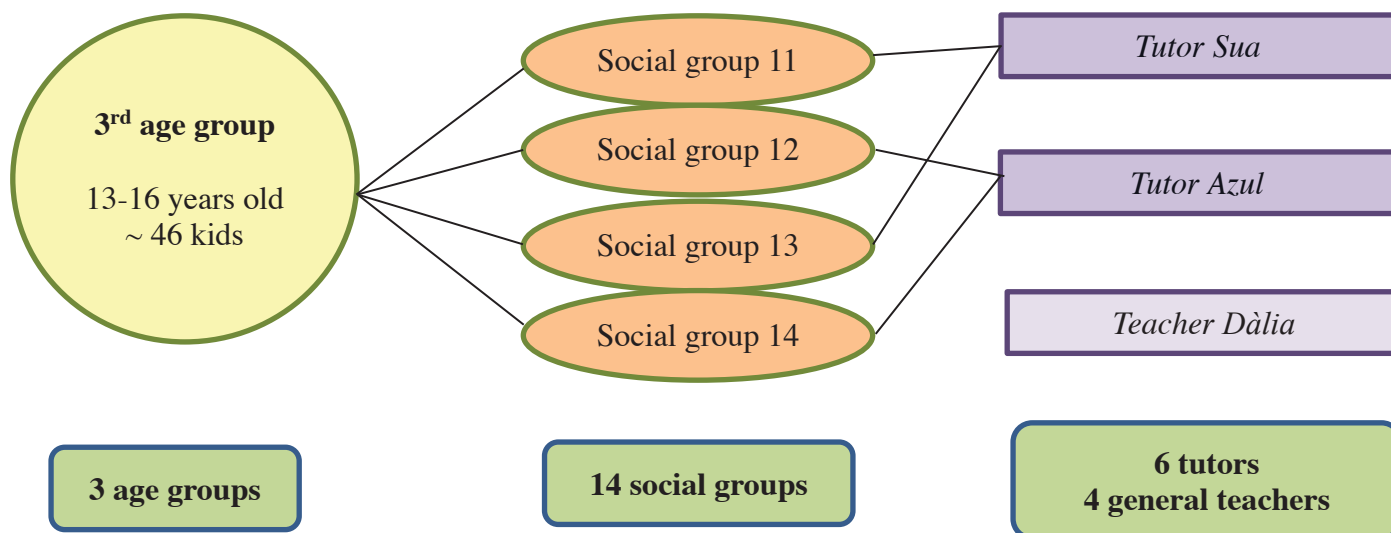 3rd age group
13-16 years old
~ 46 kids
Social group 11
Social group 12
Social group 13
Social group 14
Tutor Sua
Tutor Azul
Teacher Dàlia
3 age groups
14 social groups
6 tutors
4 general teachers